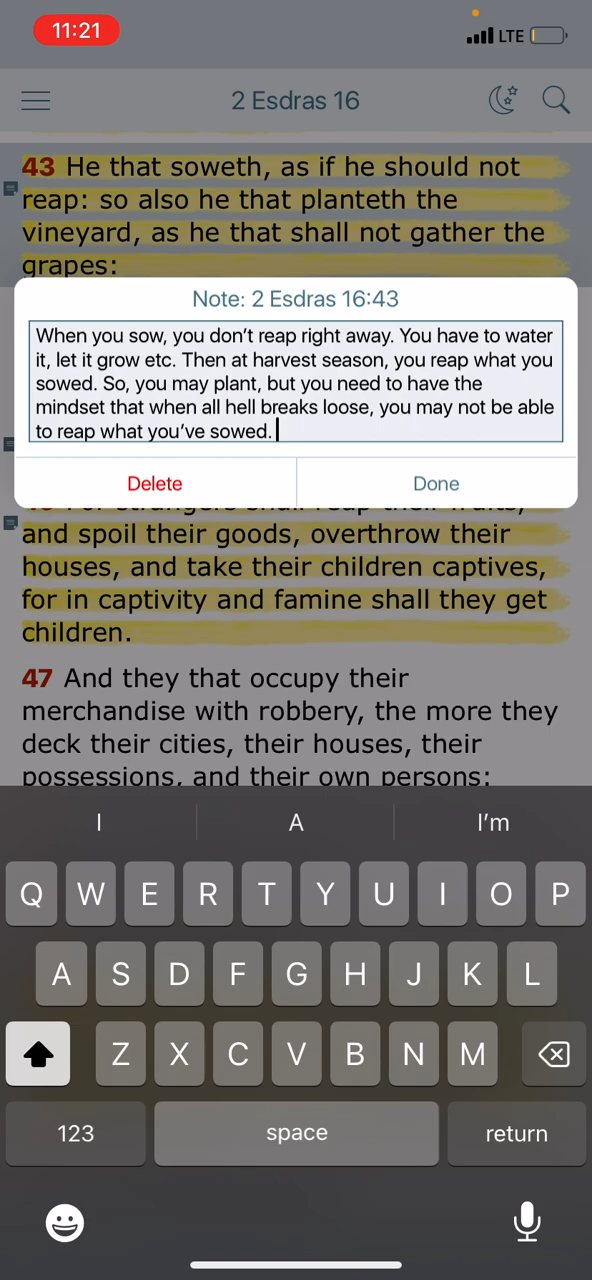 11:21
LTE
2 Esdras 16
43 He that soweth, as if he should not
reap: so also he that planteth the
vineyard, as he that shall not gather the
grapes:
Note: 2 Esdras 16:43
When you sow, you don’t reap right away. You have to water
it, let it grow etc. Then at harvest season, you reap what you
sowed. So, you may plant, but you need to have the
mindset that when all hell breaks loose, you may not be able
to reap what you’ve sowed.
Delete
Done
strangers shall reap their fruits,
and spoil their goods, overthrow their
houses, and take their children captives,
for in captivity and famine shall they get
children.
47 And they that occupy their
merchandise with robbery, the more they
deck their cities, their houses, their
possessions, and their own persons:
I
A
I’m
Q W E R T Y U I O P
A S D F G H J K L
Z X C V B N M
123
space
return